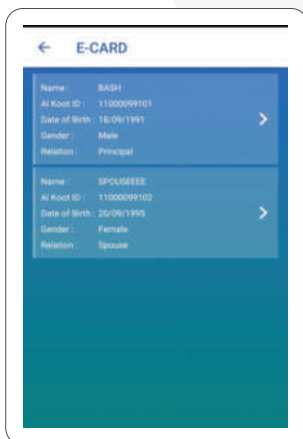 E-CARD
Name : BASH
Al Koot ID : 11000099101
Date of Birth : 18/09/1991
Gender : Male
Relation : Principal
Name : SPOUSEEEE
Al Koot ID : 11000099102
Date of Birth : 20/09/1995
Gender : Female
Relation : Spouse